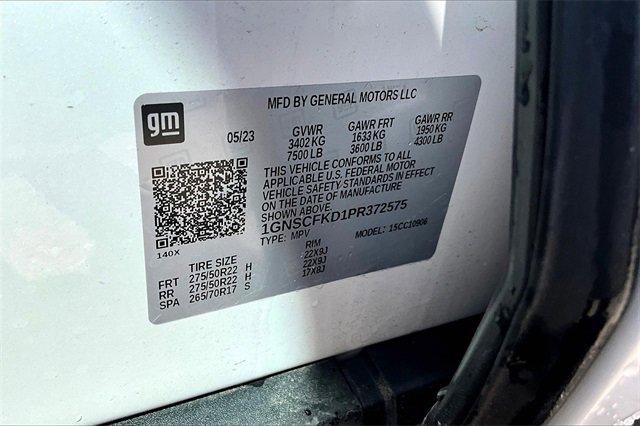 MFD BY GENERAL MOTORS LLC
gm
05/23 GVWR GAWR FRT GAWR RR
3402 KG 1633 KG 1950 KG
7500 LB 3600 LB 4300 LB
THIS VEHICLE CONFORMS TO ALL
APPLICABLE U.S. FEDERAL MOTOR
VEHICLE SAFETY STANDARDS IN EFFECT
ON THE DATE OF MANUFACTURE
SHOWN ABOVE.
1GNSCFKD1PR372575
TYPE: MPV MODEL: 15CC10906
140X
TIRE SIZE RIM
FRT 275/50R22 H 22X9J
RR 275/50R22 H 22X9J
SPA 265/70R17 S 17X8J